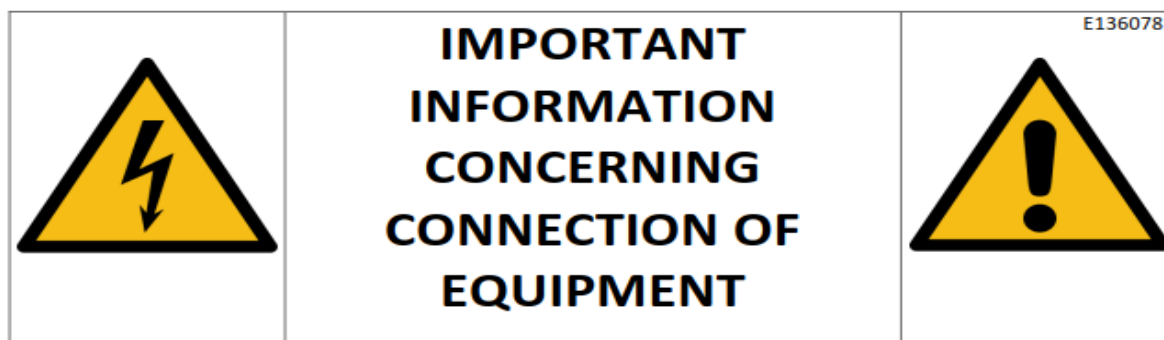 IMPORTANT
INFORMATION
CONCERNING
CONNECTION OF
EQUIPMENT
E136078